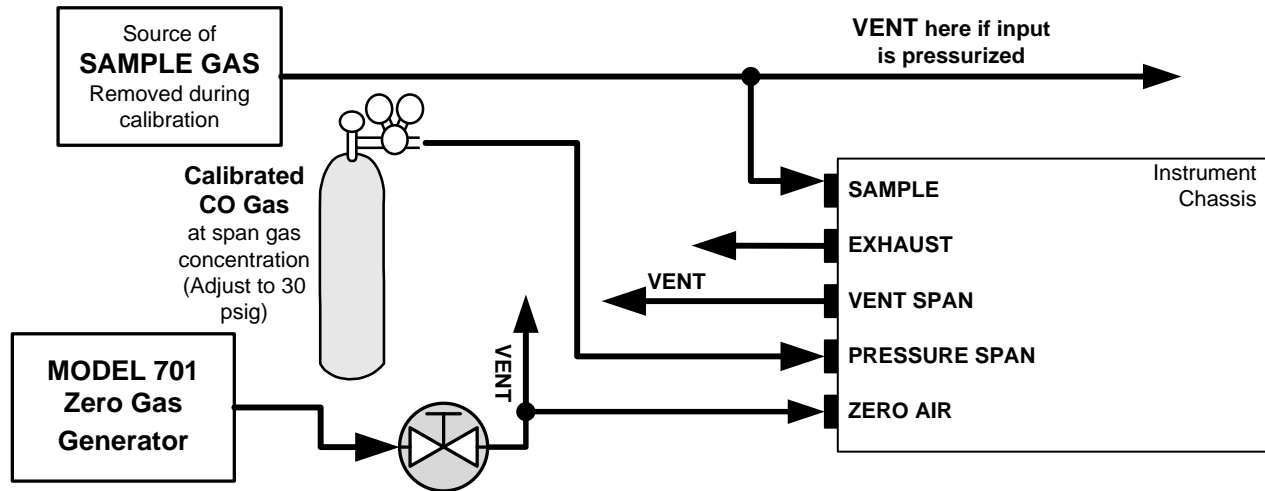 Source of
SAMPLE GAS
Removed during
calibration
VENT here if input
is pressurized
Calibrated
CO Gas
at span gas
concentration
(Adjust to 30
psig)
MODEL 701
Zero Gas
Generator
VENT
VENT
Instrument
Chassis
SAMPLE
EXHAUST
VENT SPAN
PRESSURE SPAN
ZERO AIR